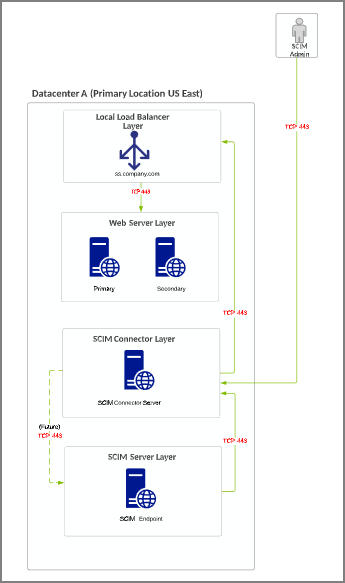 SCIM
Admin
TCP 443
Datacenter A (Primary Location US East)
Local Load Balancer
Layer
ss.company.com
TCP 443
Web Server Layer
Primary
Secondary
TCP 443
SCIM Connector Layer
SCIM Connector Server
(Future)
TCP 443
TCP 443
SCIM Server Layer
SCIM Endpoint